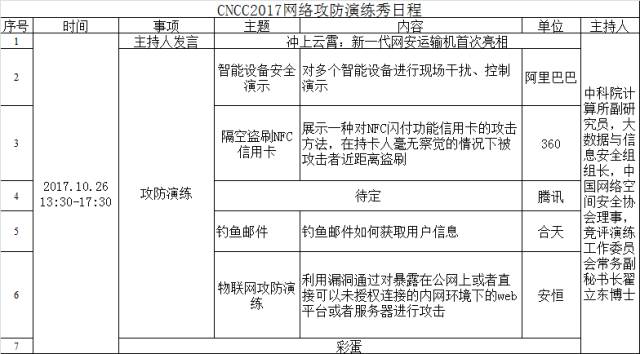 CNCC2017网络攻防演练秀日程
序号 时间 事项 主题 内容 单位 主持人
1 主持人发言 冲上云霄：新一代网安运输机首次亮相
2 智能设备安全演示 对多个智能设备进行现场干扰、控制演示 阿里巴巴
3 隔空盗刷NFC信用卡 展示一种对NFC闪付功能信用卡的攻击方法，在持卡人毫无察觉的情况下被攻击者近距离盗刷 360
2017.10.26
13:30-17:30
攻防演练
4 待定 腾讯
5 钓鱼邮件 钓鱼邮件如何获取用户信息 合天
6 物联网攻防演练 利用漏洞通过对暴露在公网上或者直接可以未授权连接的内网环境下的web平台或者服务器进行攻击 安恒
7 彩蛋
中科院计
算所副研
究员，大
数据与信
息安全组
组长，中
国网络空
间安全协
会理事，
竞评演练
工作委员
会常务副
秘书长翟
立东博士